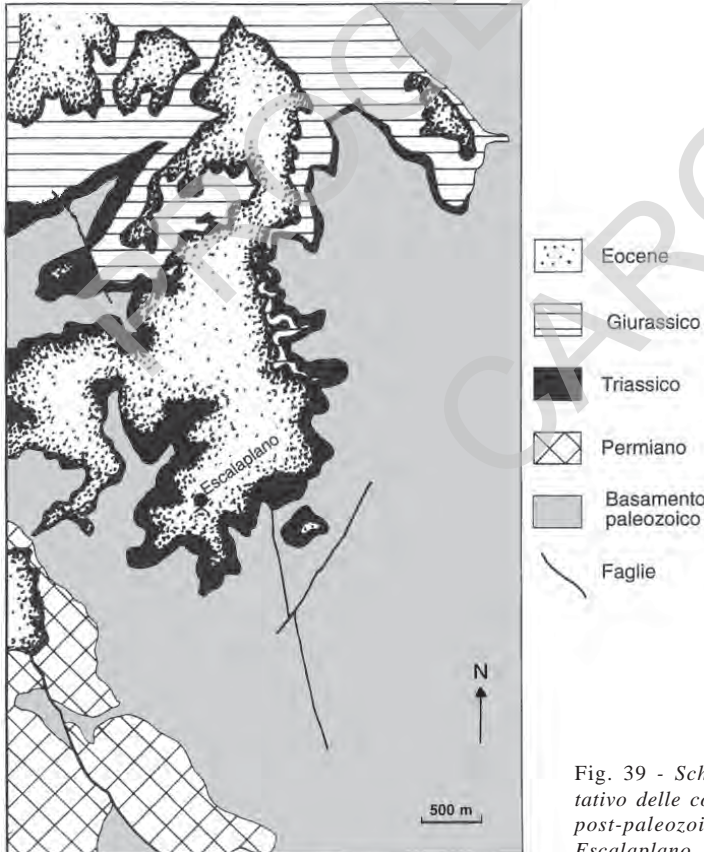 Eocene
Giurassico
Triassico
Permiano
Basamento
paleozoico
Faglie
Escalaplano
N
500 m
Fig. 39 - Sch
tativo delle co
post-paleozoi
Escalaplano